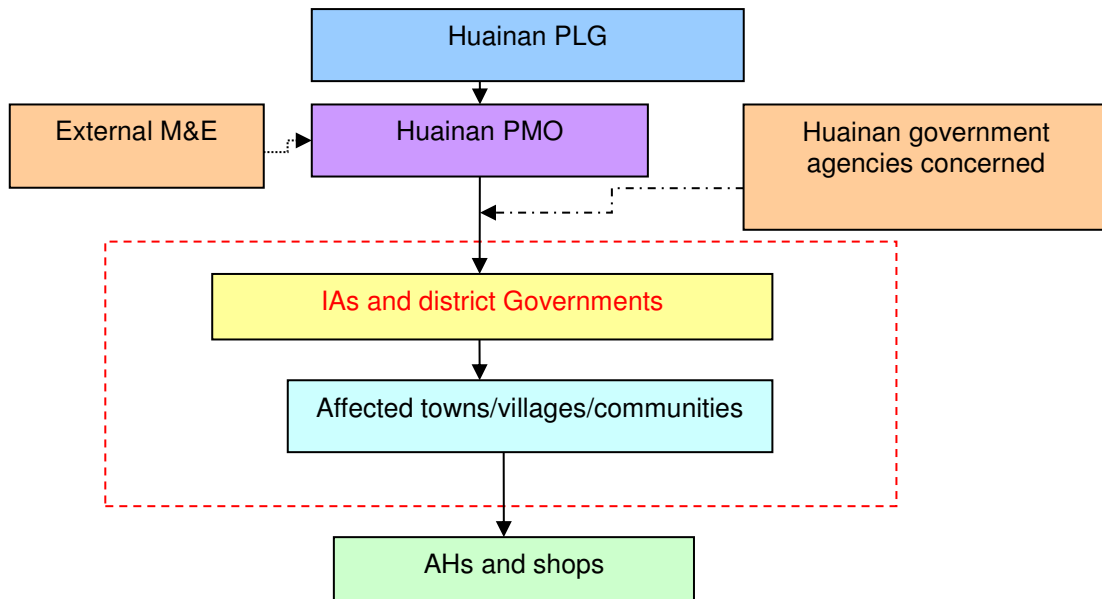 Huainan PLG
External M&E
Huainan PMO
Huainan government
agencies concerned
IAs and district Governments
Affected towns/villages/communities
AHs and shops